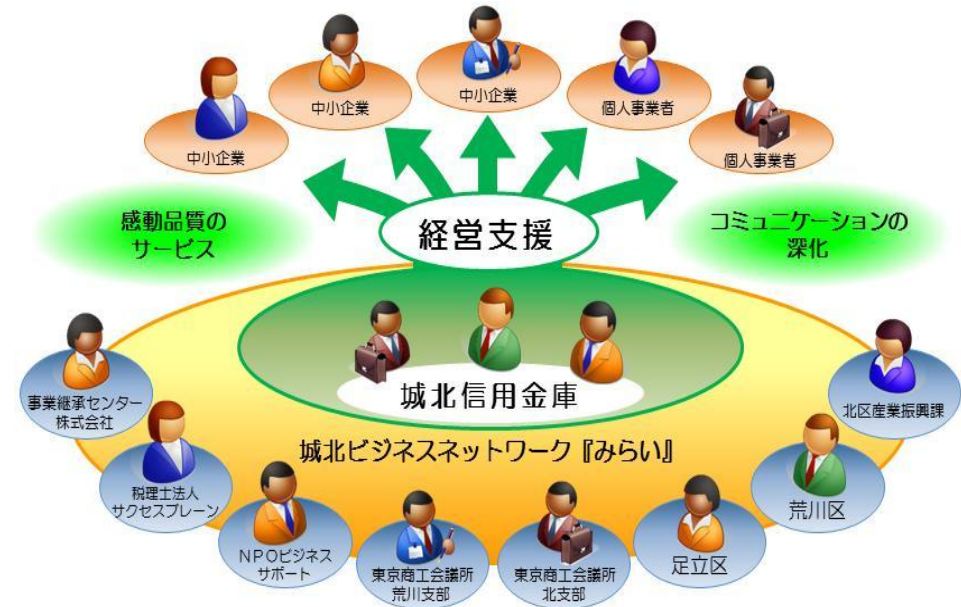 中小企業
中小企業
中小企業
個人事業者
個人事業者
感動品質の
サービス
経営支援
コミュニケーションの
深化
城北信用金庫
城北ビジネスネットワーク『みらい』
事業継承センター
株式会社
税理士法人
サクセスブレーン
NPOビジネス
サポート
東京商工会議所
荒川支部
東京商工会議所
北支部
足立区
荒川区
北区産業振興課